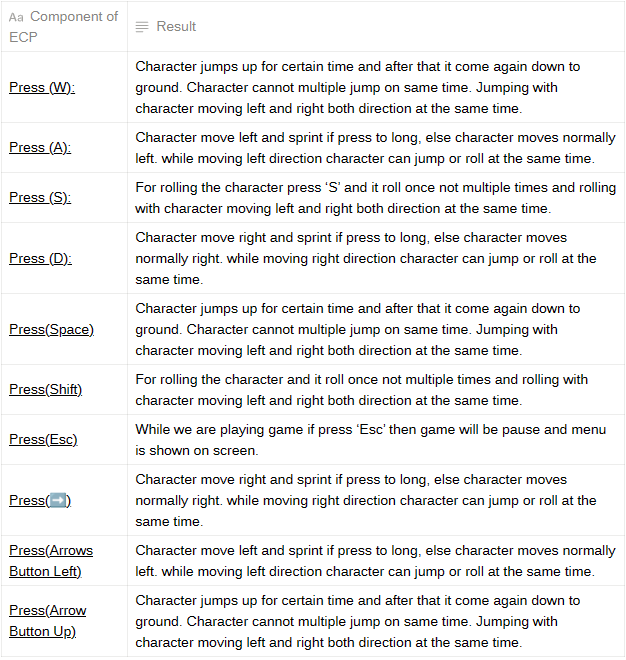 Aa Component of
ECP
Result
Press (W):
Character jumps up for certain time and after that it come again down to
ground. Character cannot multiple jump on same time. Jumping with
character moving left and right both direction at the same time.
Press (A):
Character move left and sprint if press to long, else character moves normally
left. while moving left direction character can jump or roll at the same time.
Press (S):
For rolling the character press ‘S’ and it roll once not multiple times and rolling
with character moving left and right both direction at the same time.
Press (D):
Character move right and sprint if press to long, else character moves
normally right. while moving right direction character can jump or roll at the
same time.
Press(Space)
Character jumps up for certain time and after that it come again down to
ground. Character cannot multiple jump on same time. Jumping with
character moving left and right both direction at the same time.
Press(Shift)
For rolling the character and it roll once not multiple times and rolling with
character moving left and right both direction at the same time.
Press(Esc)
While we are playing game if press ‘Esc’ then game will be pause and menu
is shown on screen.
Press(➡️)
Character move right and sprint if press to long, else character moves
normally right. while moving right direction character can jump or roll at the
same time.
Press(Arrows
Button Left)
Character move left and sprint if press to long, else character moves normally
left. while moving left direction character can jump or roll at the same time.
Press(Arrow
Button Up)
Character jumps up for certain time and after that it come again down to
ground. Character cannot multiple jump on same time. Jumping with
character moving left and right both direction at the same time.